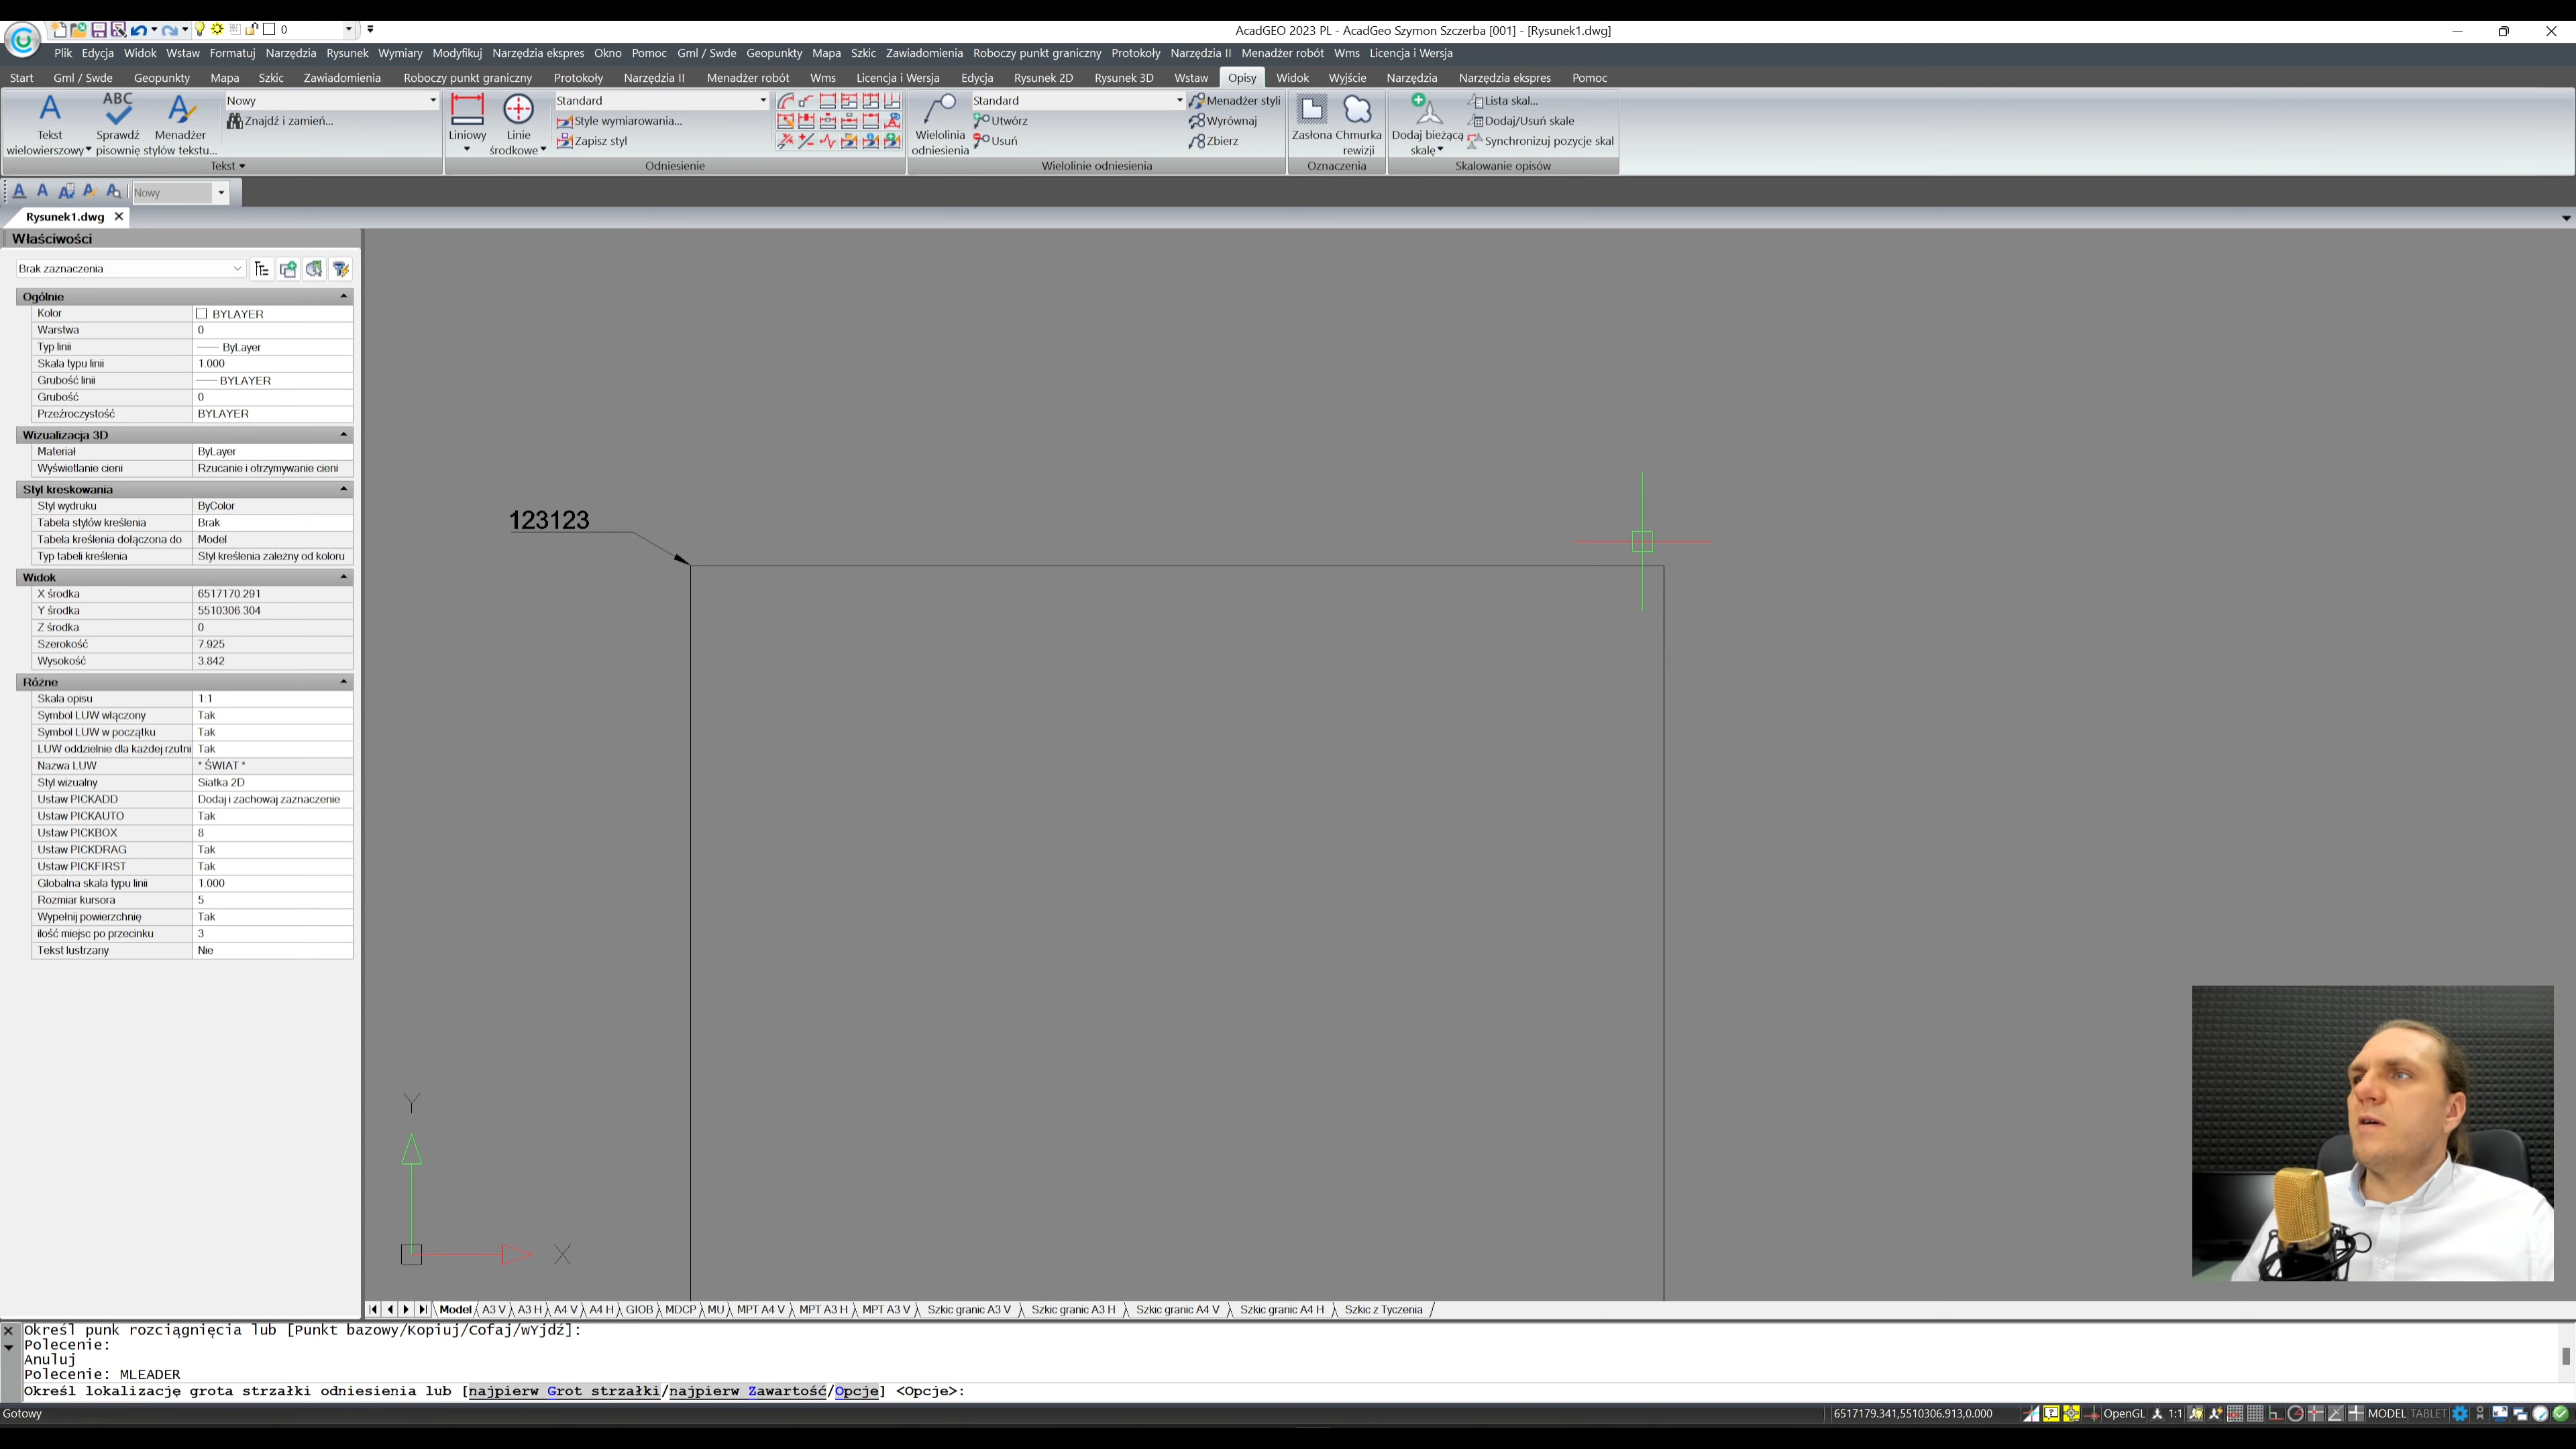 0
AcadGEO 2023 PL - AcadGeo Szymon Szczerba [001] - [Rysunek1.dwg]
Plik Edycja Widok Wstaw Formatuj Narzędzia Rysunek Wymiary Modyfikuj Narzędzia ekspres Okno Pomoc Gml / Swde Geopunkty Mapa Szkic Zawiadomienia Roboczy punkt graniczny Protokoły Narzędzia II Menadżer robót Wms Licencja i Wersja
Start Gml / Swde Geopunkty Mapa Szkic Zawiadomienia Roboczy punkt graniczny Protokoły Narzędzia II Menadżer robót Wms Licencja i Wersja Edycja Rysunek 2D Rysunek 3D Wstaw Opisy Widok Wyjście Narzędzia Narzędzia ekspres Pomoc
Tekst wielowierszowy
ABC Sprawdź pisownię
Menadżer stylów tekstu...
Nowy
Znajdź i zamień...
Tekst
Liniowy
Linie środkowe
Standard
Style wymiarowania...
Zapisz styl
Odniesienie
Wielolinia odniesienia
Standard
Utwórz
Usuń
Menadżer styli
Wyrównaj
Zbierz
Wielolinie odniesienia
Zasłona
Chmurka rewizji
Oznaczenia
Dodaj bieżącą skalę
Lista skal...
Dodaj/Usuń skale
Synchronizuj pozycje skal
Skalowanie opisów
Nowy
Rysunek1.dwg
Właściwości
Brak zaznaczenia
Ogólnie
Kolor BYLAYER
Warstwa 0
Typ linii ByLayer
Skala typu linii 1.000
Grubość linii BYLAYER
Grubość 0
Przeźroczystość BYLAYER
Wizualizacja 3D
Materiał ByLayer
Wyświetlanie cieni Rzucanie i otrzymywanie cieni
Styl kreskowania
Styl wydruku ByColor
Tabela stylów kreślenia Brak
Tabela kreślenia dołączona do Model
Typ tabeli kreślenia Styl kreślenia zależny od koloru
Widok
X środka 6517170.291
Y środka 5510306.304
Z środka 0
Szerokość 7.925
Wysokość 3.842
Różne
Skala opisu 1:1
Symbol LUW włączony Tak
Symbol LUW w początku Tak
LUW oddzielnie dla każdej rzutni Tak
Nazwa LUW * ŚWIAT *
Styl wizualny Siatka 2D
Ustaw PICKADD Dodaj i zachowaj zaznaczenie
Ustaw PICKAUTO Tak
Ustaw PICKBOX 8
Ustaw PICKDRAG Tak
Ustaw PICKFIRST Tak
Globalna skala typu linii 1.000
Rozmiar kursora 5
Wypełnij powierzchnię Tak
ilość miejsc po przecinku 3
Tekst lustrzany Nie
123123
Y
X
Model A3 V A3 H A4 V A4 H GIOB MDCP MU MPT A4 V MPT A3 H MPT A3 V Szkic granic A3 V Szkic granic A3 H Szkic granic A4 V Szkic granic A4 H Szkic z Tyczenia
Określ punk rozciągnięcia lub [Punkt bazowy/Kopiuj/Cofaj/wYjdź]:
Polecenie:
Anuluj
Polecenie: MLEADER
Określ lokalizację grota strzałki odniesienia lub [najpierw Grot strzałki/najpierw Zawartość/Opcje] <Opcje>:
Gotowy
6517179.341,5510306.913,0.000 OpenGL 1:1 MODEL TABLET